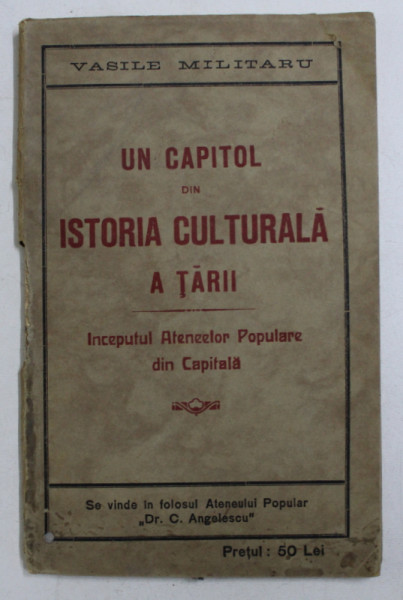 VASILE MILITARU
UN CAPITOL
DIN
ISTORIA CULTURALĂ
A ŢĂRII
Inceputul Ateneelor Populare
din Capitală
Se vinde în folosul Ateneului Popular
„Dr. C. Angelescu"
Preţul : 50 Lei